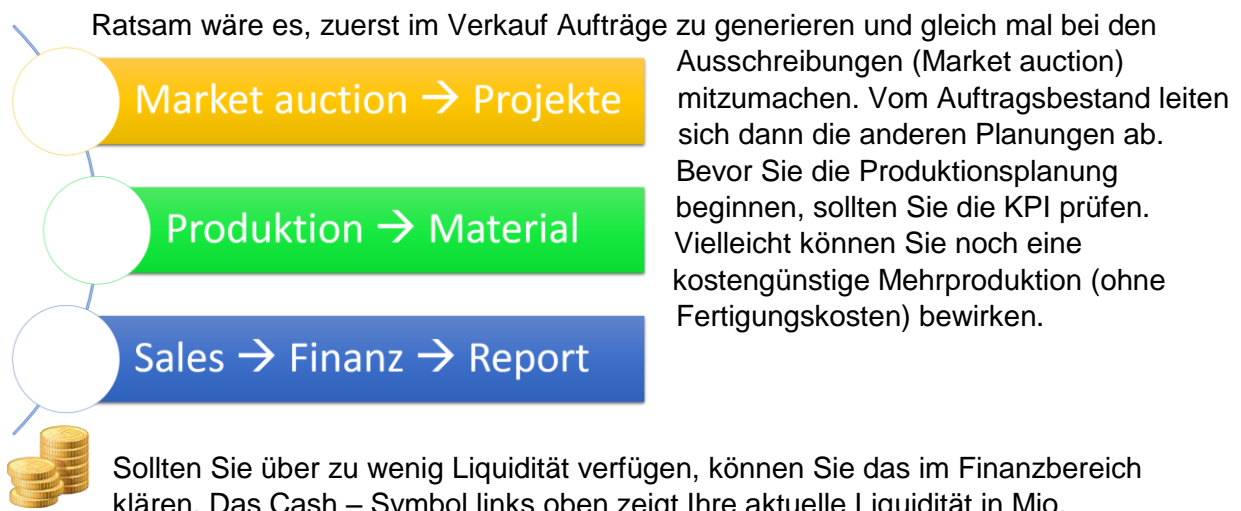 Ratsam wäre es, zuerst im Verkauf Aufträge zu generieren und gleich mal bei den
Ausschreibungen (Market auction)
mitzumachen. Vom Auftragsbestand leiten
sich dann die anderen Planungen ab.
Bevor Sie die Produktionsplanung
beginnen, sollten Sie die KPI prüfen.
Vielleicht können Sie noch eine
kostengünstige Mehrproduktion (ohne
Fertigungskosten) bewirken.
Market auction → Projekte
Produktion → Material
Sales → Finanz → Report
Sollten Sie über zu wenig Liquidität verfügen, können Sie das im Finanzbereich
klären. Das Cash – Symbol links oben zeigt Ihre aktuelle Liquidität in Mio.